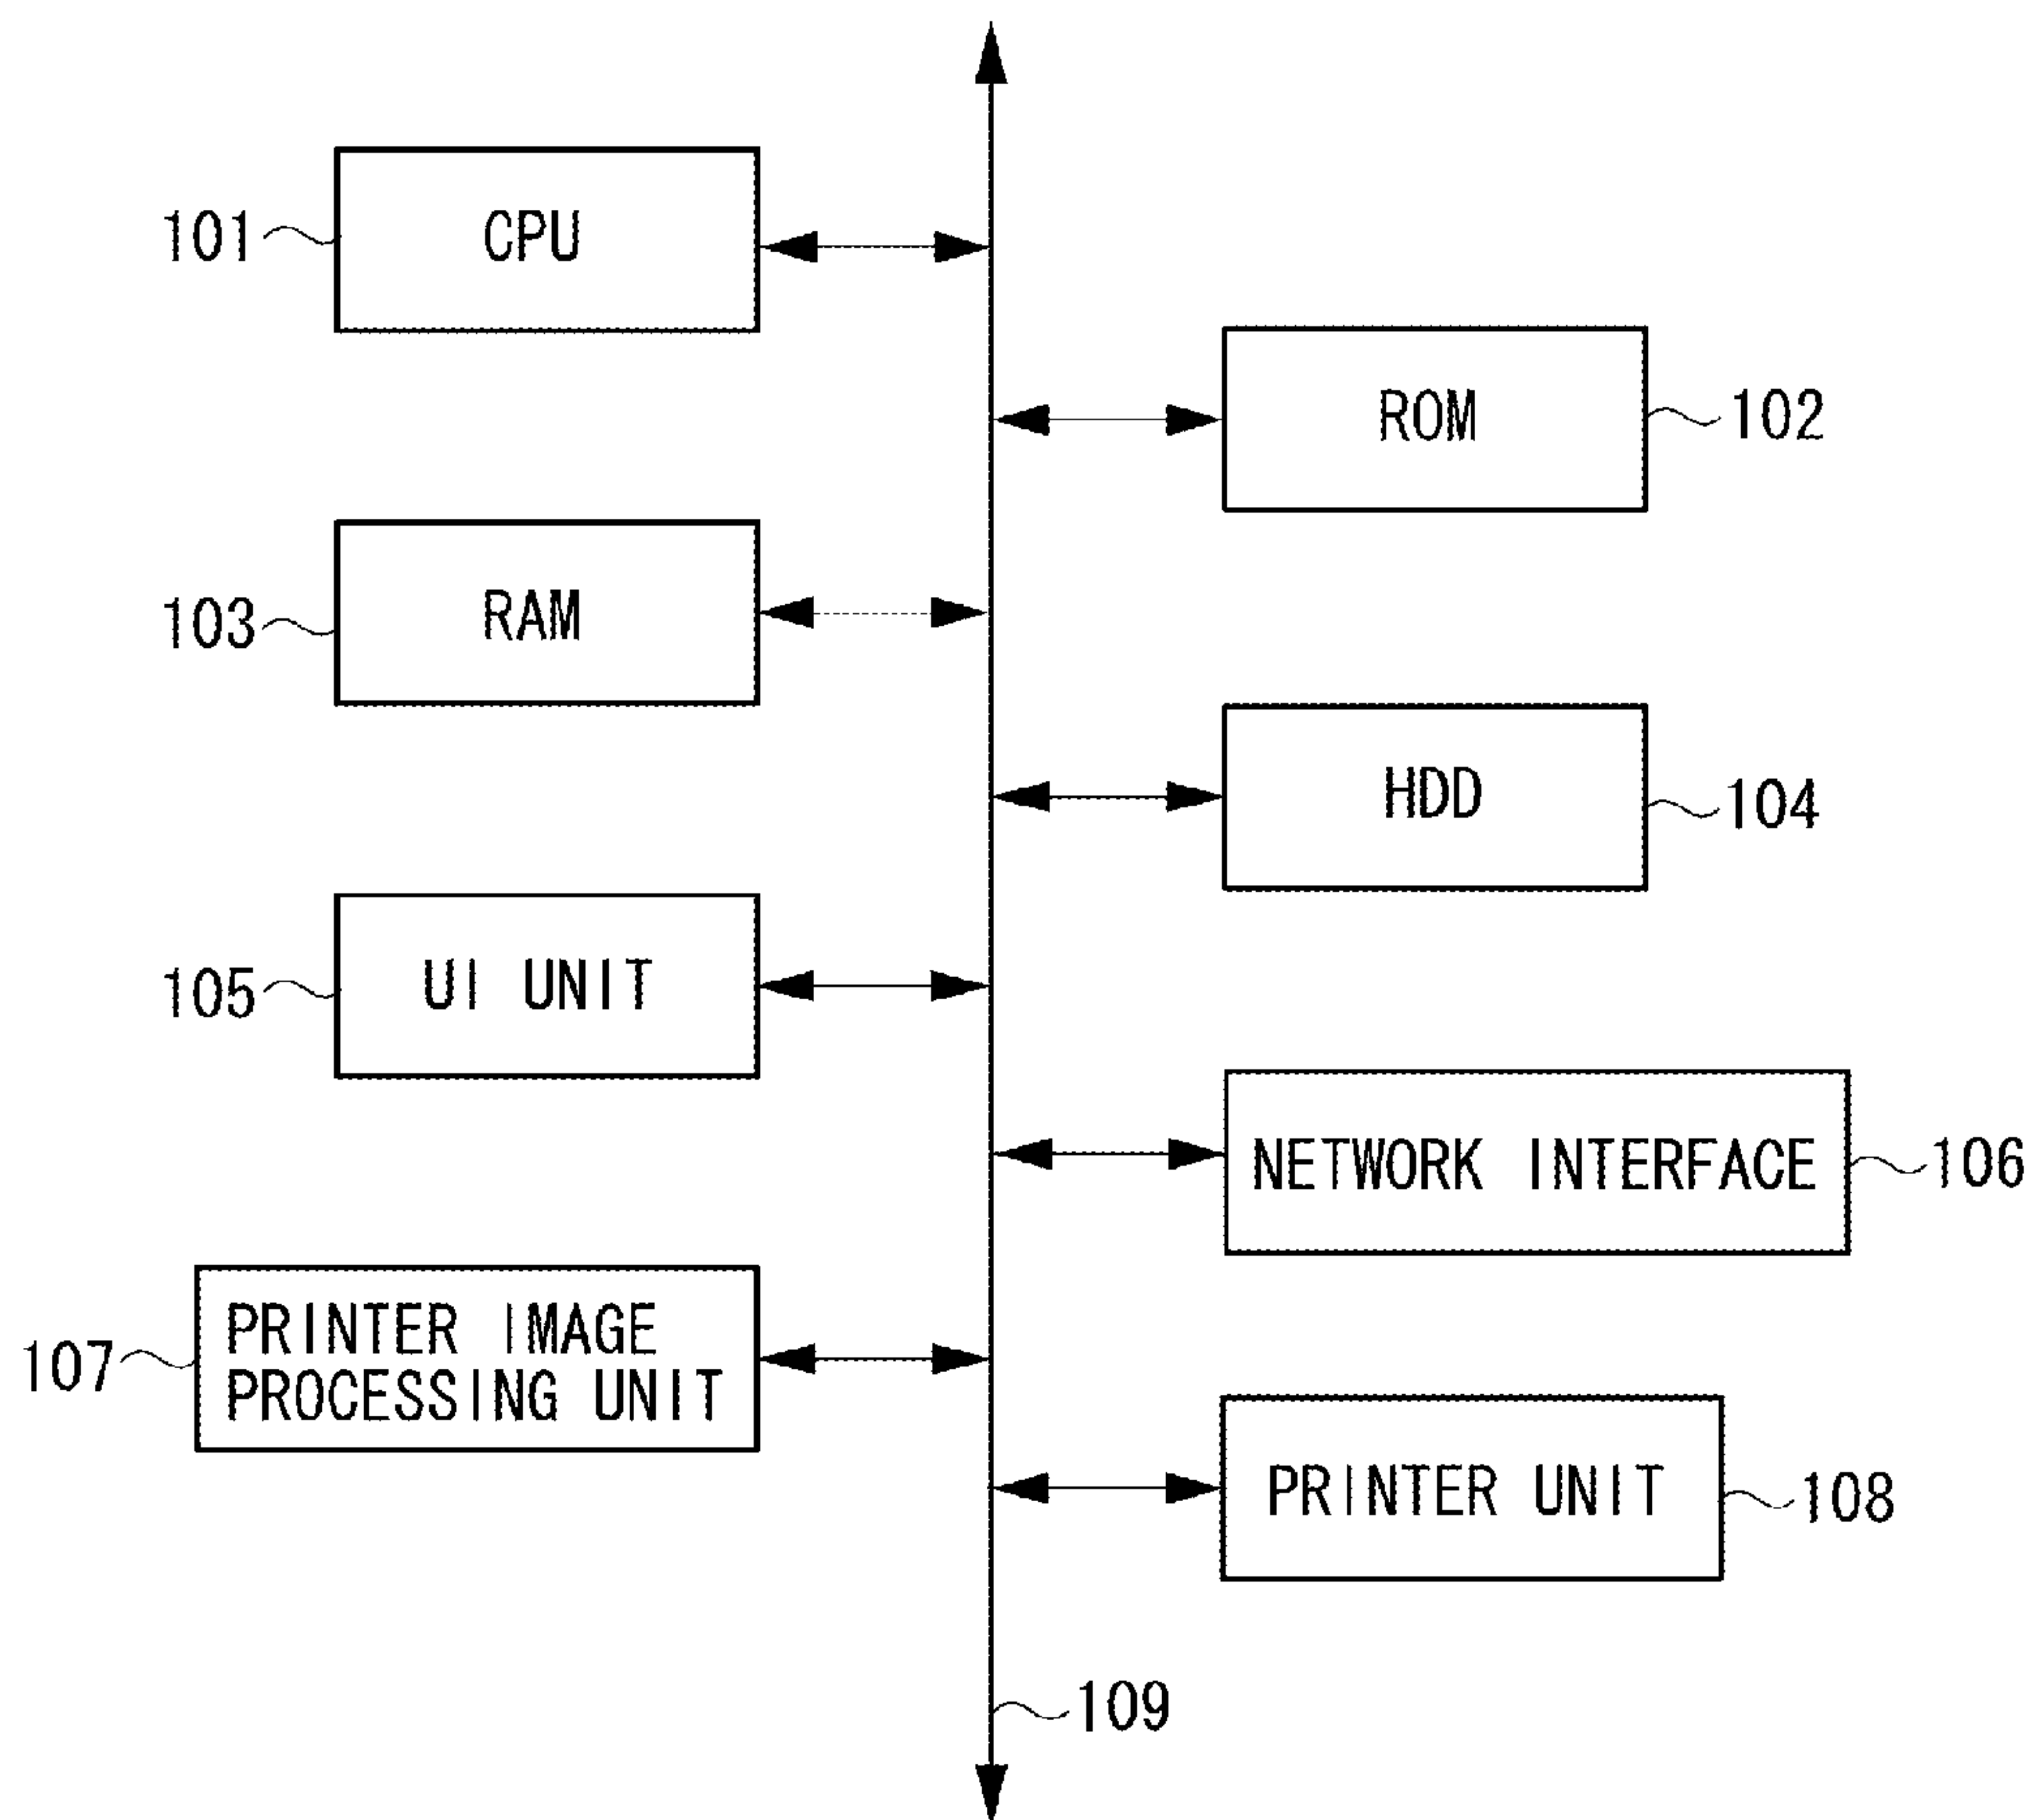 101
CPU
ROM
102
103
RAM
HDD
104
105
UI UNIT
NETWORK INTERFACE
106
107
PRINTER IMAGE
PROCESSING UNIT
PRINTER UNIT
108
109